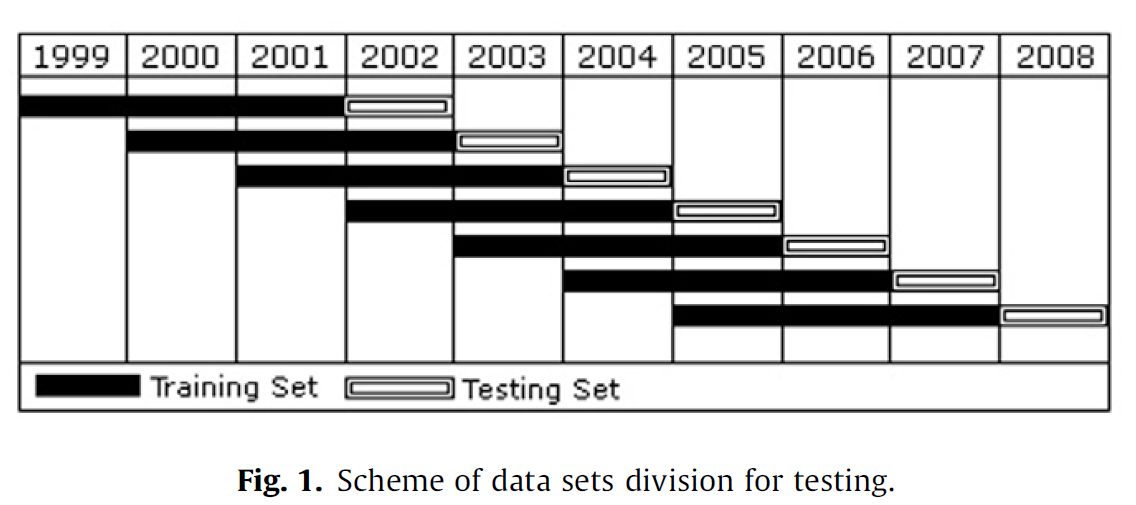 1999 2000 2001 2002 2003 2004 2005 2006 2007 2008
Training Set Testing Set
Fig. 1. Scheme of data sets division for testing.